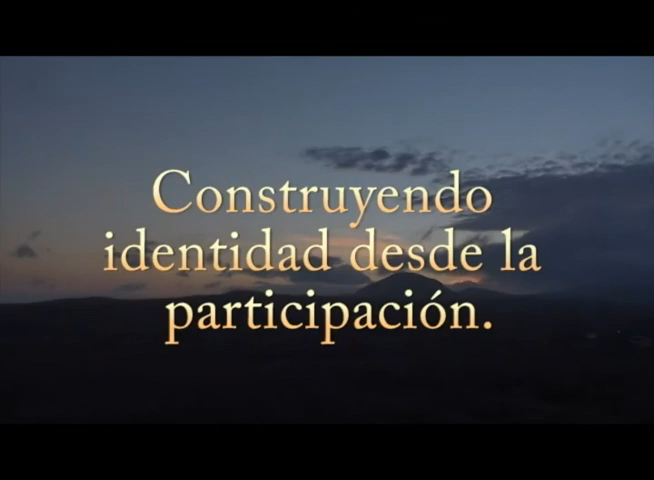 Construyendo
identidad desde la
participación.